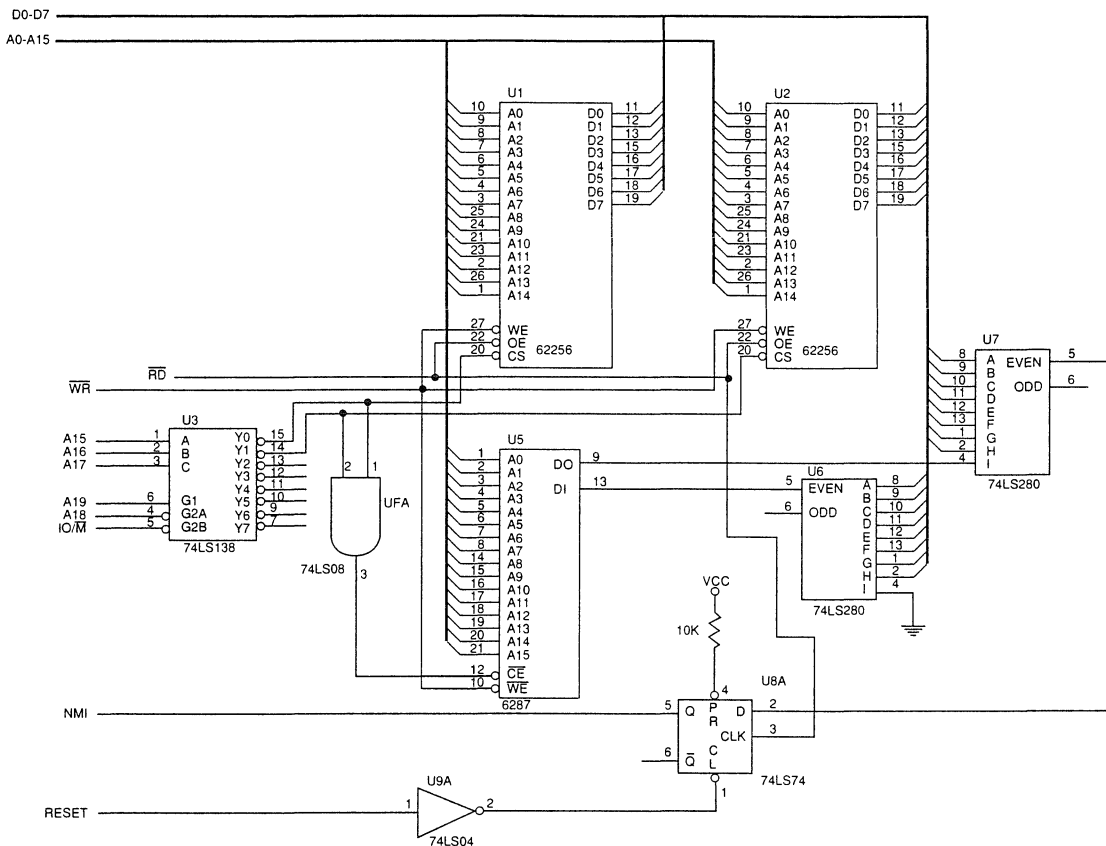 D0-D7
A0-A15
U1
10 A0 D0 11
9 A1 D1 12
8 A2 D2 13
7 A3 D3 15
6 A4 D4 16
5 A5 D5 17
4 A6 D6 18
3 A7 D7 19
25 A8
24 A9
21 A10
23 A11
2 A12
26 A13
1 A14
27 WE
22 OE
20 CS
62256
U2
10 A0 D0 11
9 A1 D1 12
8 A2 D2 13
7 A3 D3 15
6 A4 D4 16
5 A5 D5 17
4 A6 D6 18
3 A7 D7 19
25 A8
24 A9
21 A10
23 A11
2 A12
26 A13
1 A14
27 WE
22 OE
20 CS
62256
U7
8 A EVEN 5
9 B
10 C ODD 6
11 D
12 E
13 F
1 G
2 H
4 I
74LS280
RD
WR
U3
A15 1 A Y0 15
A16 2 B Y1 14
A17 3 C Y2 13
Y3 12
Y4 11
A19 6 G1 Y5 10
A18 4 G2A Y6 9
IO/M 5 G2B Y7 7
74LS138
2 1
UFA
74LS08
3
U5
1 A0 DO 9
2 A1
3 A2 DI 13
4 A3
5 A4
6 A5
7 A6
8 A7
14 A8
15 A9
16 A10
17 A11
18 A12
19 A13
20 A14
21 A15
12 CE
10 WE
6287
U6
5 EVEN A 8
6 ODD B 9
C 10
D 11
E 12
F 13
G 1
H 2
I 4
74LS280
VCC
10K
4
U8A
NMI 5 Q PR D 2
CLK 3
6 Q CL
1
74LS74
U9A
RESET 1 2
74LS04